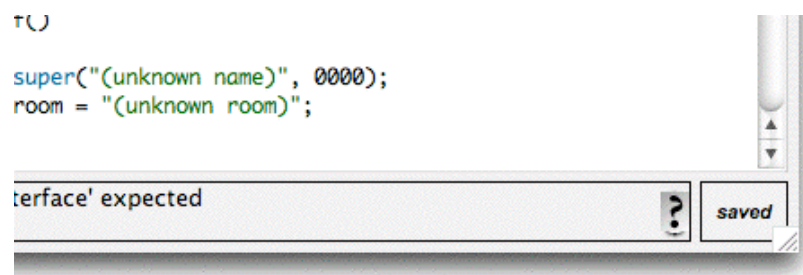 f()
super("(unknown name)", 0000);
room = "(unknown room)";
terface' expected
?
saved